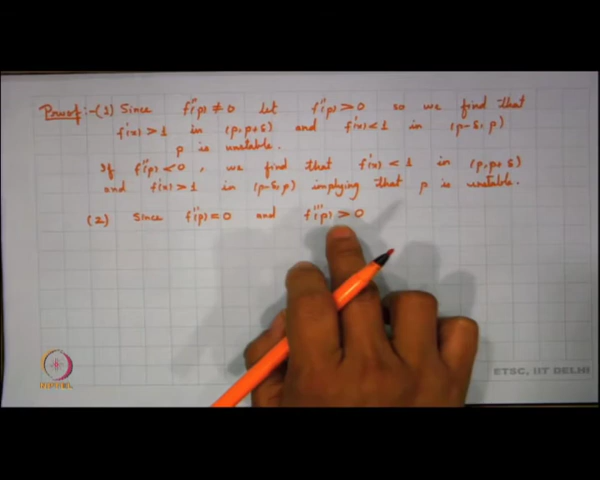 Proof:- (1) Since f''(p) ≠ 0 let f''(p) > 0 so we find that
f'(x) > 1 in (p, p+δ) and f'(x) < 1 in (p-δ, p)
p is unstable.
If f''(p) < 0, we find that f'(x) < 1 in (p, p+δ)
and f'(x) > 1 in (p-δ, p) implying that p is unstable.
(2) Since f''(p) = 0 and f'''(p) > 0
ETSC, IIT DELHI